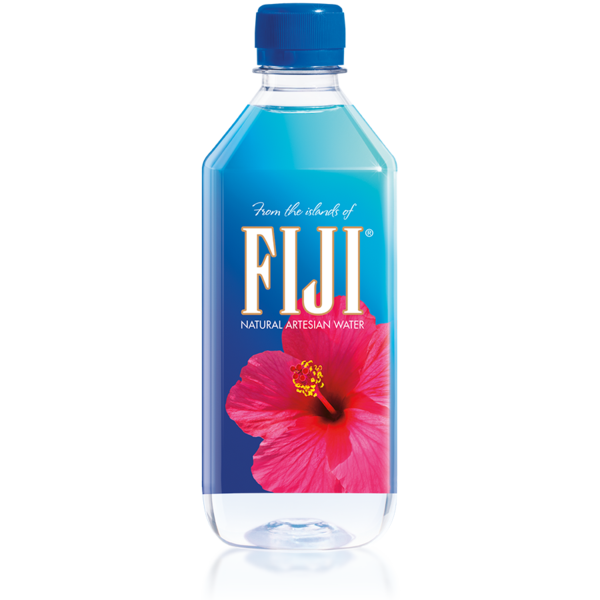 From the islands of
FIJI®
NATURAL ARTESIAN WATER